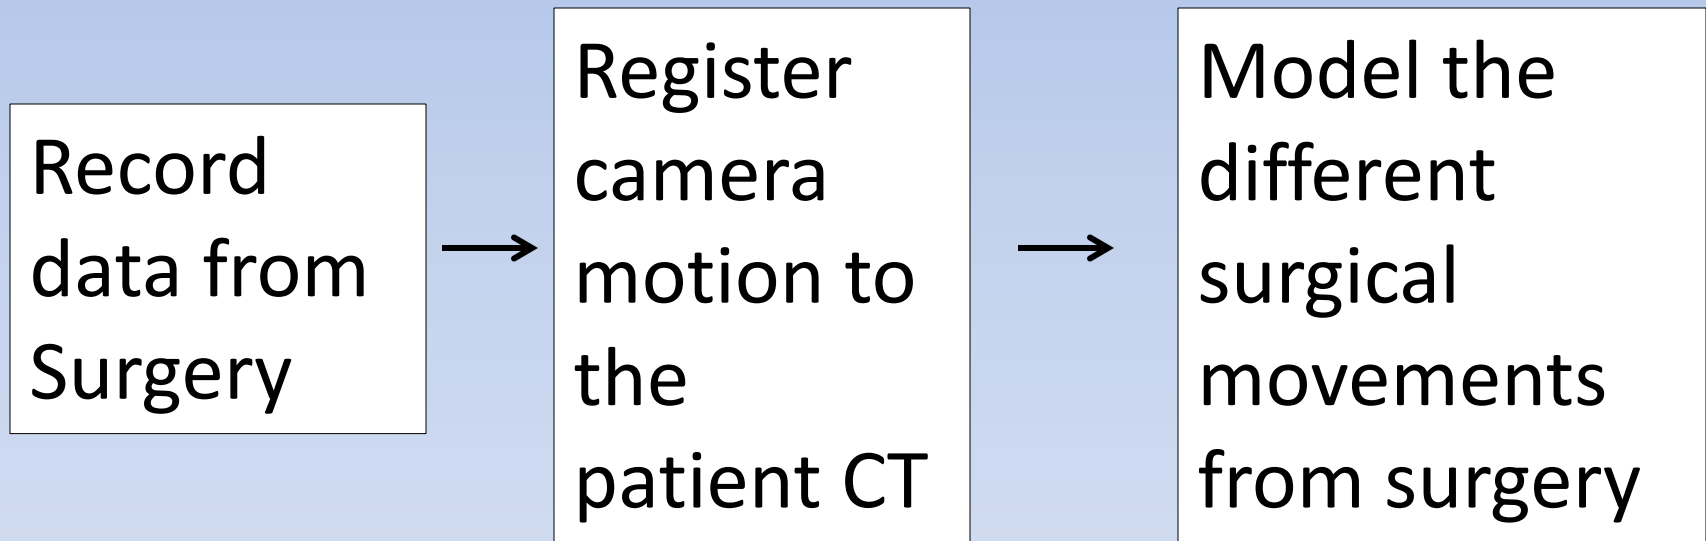 Record
data from
Surgery
Register
camera
motion to
the
patient CT
Model the
different
surgical
movements
from surgery